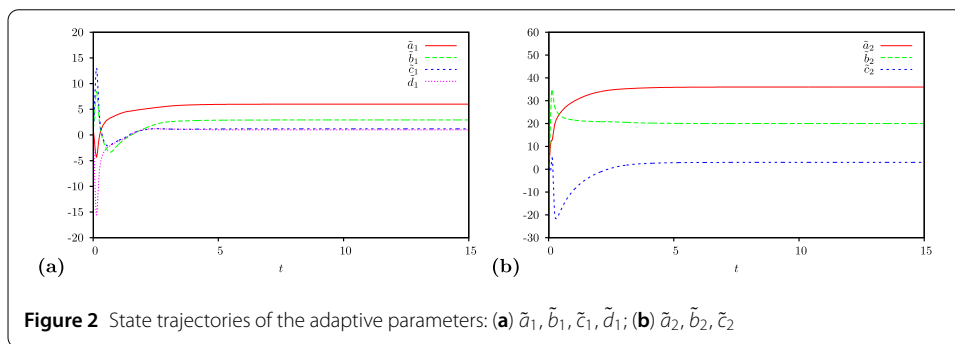 20
15
10
5
0
-5
-10
-15
-20
0 5 10 15
ã₁
b̃₁
c̃₁
d̃₁
(a)
t
60
50
40
30
20
10
0
-10
-20
-30
0 5 10 15
ã₂
b̃₂
c̃₂
(b)
t
Figure 2 State trajectories of the adaptive parameters: (a) ã₁, b̃₁, c̃₁, d̃₁; (b) ã₂, b̃₂, c̃₂